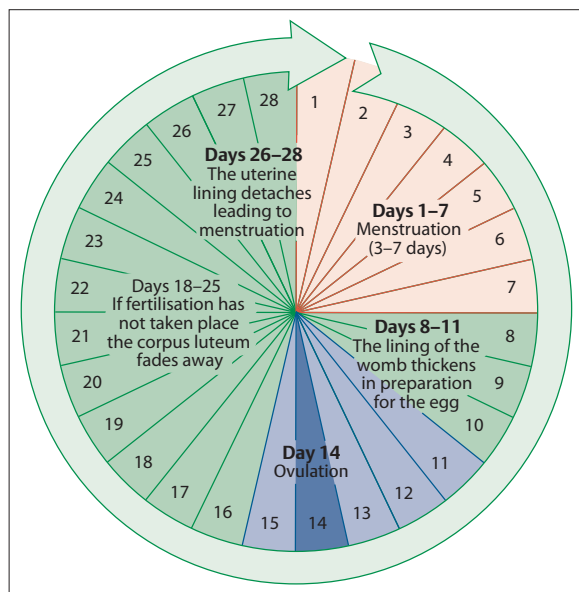 1
2
3
4
5
6
7
8
9
10
11
12
13
14
15
16
17
18
19
20
21
22
23
24
25
26
27
28
Days 1–7
Menstruation
(3–7 days)
Days 8–11
The lining of the
womb thickens
in preparation
for the egg
Day 14
Ovulation
Days 18–25
If fertilisation has
not taken place
the corpus luteum
fades away
Days 26–28
The uterine
lining detaches
leading to
menstruation